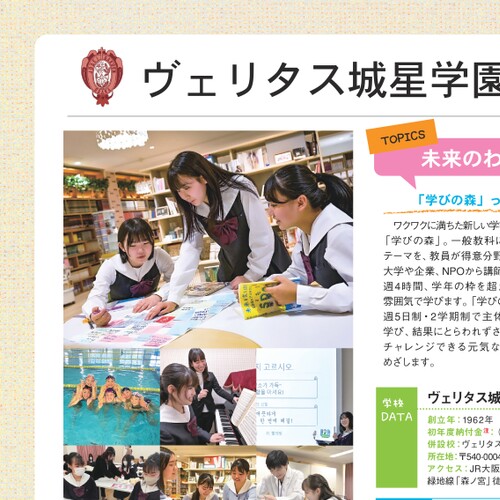 ヴェリタス城星学園
TOPICS
未来のわ
「学びの森」っ
ワクワクに満ちた新しい学
「学びの森」。一般教科に
テーマを、教員が得意分野
大学や企業、NPOから講師
週4時間、学年の枠を超
雰囲気で学びます。「学び
週5日制・2学期制で主体
学び、結果にとらわれずさ
チャレンジできる元気な
めざします。
고르시오
学校
DATA
ヴェリタス城
創立年：1962年
初年度納付金
併設校：ヴェリタス
所在地：〒540-0004
アクセス：JR大阪
緑地線「森ノ宮」